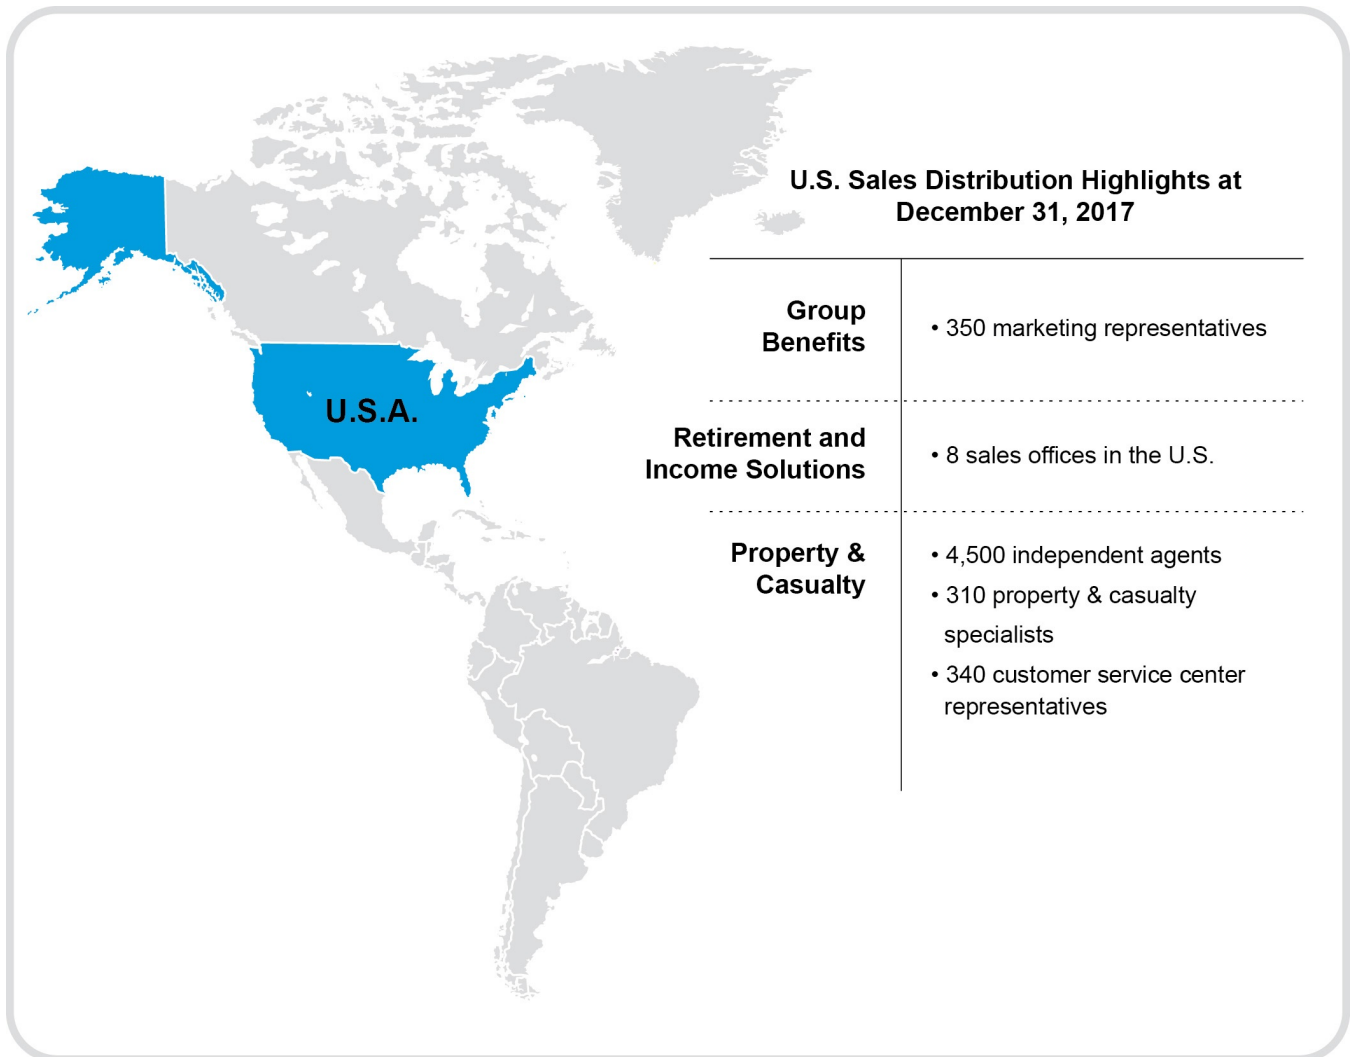 U.S. Sales Distribution Highlights at
December 31, 2017
Group
Benefits
• 350 marketing representatives
U.S.A.
Retirement and
Income Solutions
• 8 sales offices in the U.S.
Property &
Casualty
• 4,500 independent agents
• 310 property & casualty
specialists
• 340 customer service center
representatives